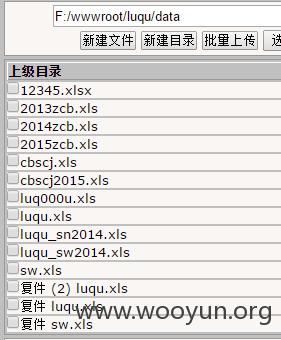 F:/wwwroot/luqu/data
新建文件 新建目录 批量上传
上级目录
12345.xlsx
2013zcb.xls
2014zcb.xls
2015zcb.xls
cbscj.xls
cbscj2015.xls
luq000u.xls
luqu.xls
luqu_sn2014.xls
luqu_sw2014.xls
sw.xls
复件 (2) luqu.xls
复件 luqu.xls
复件 sw.xls
www.wooyun.org